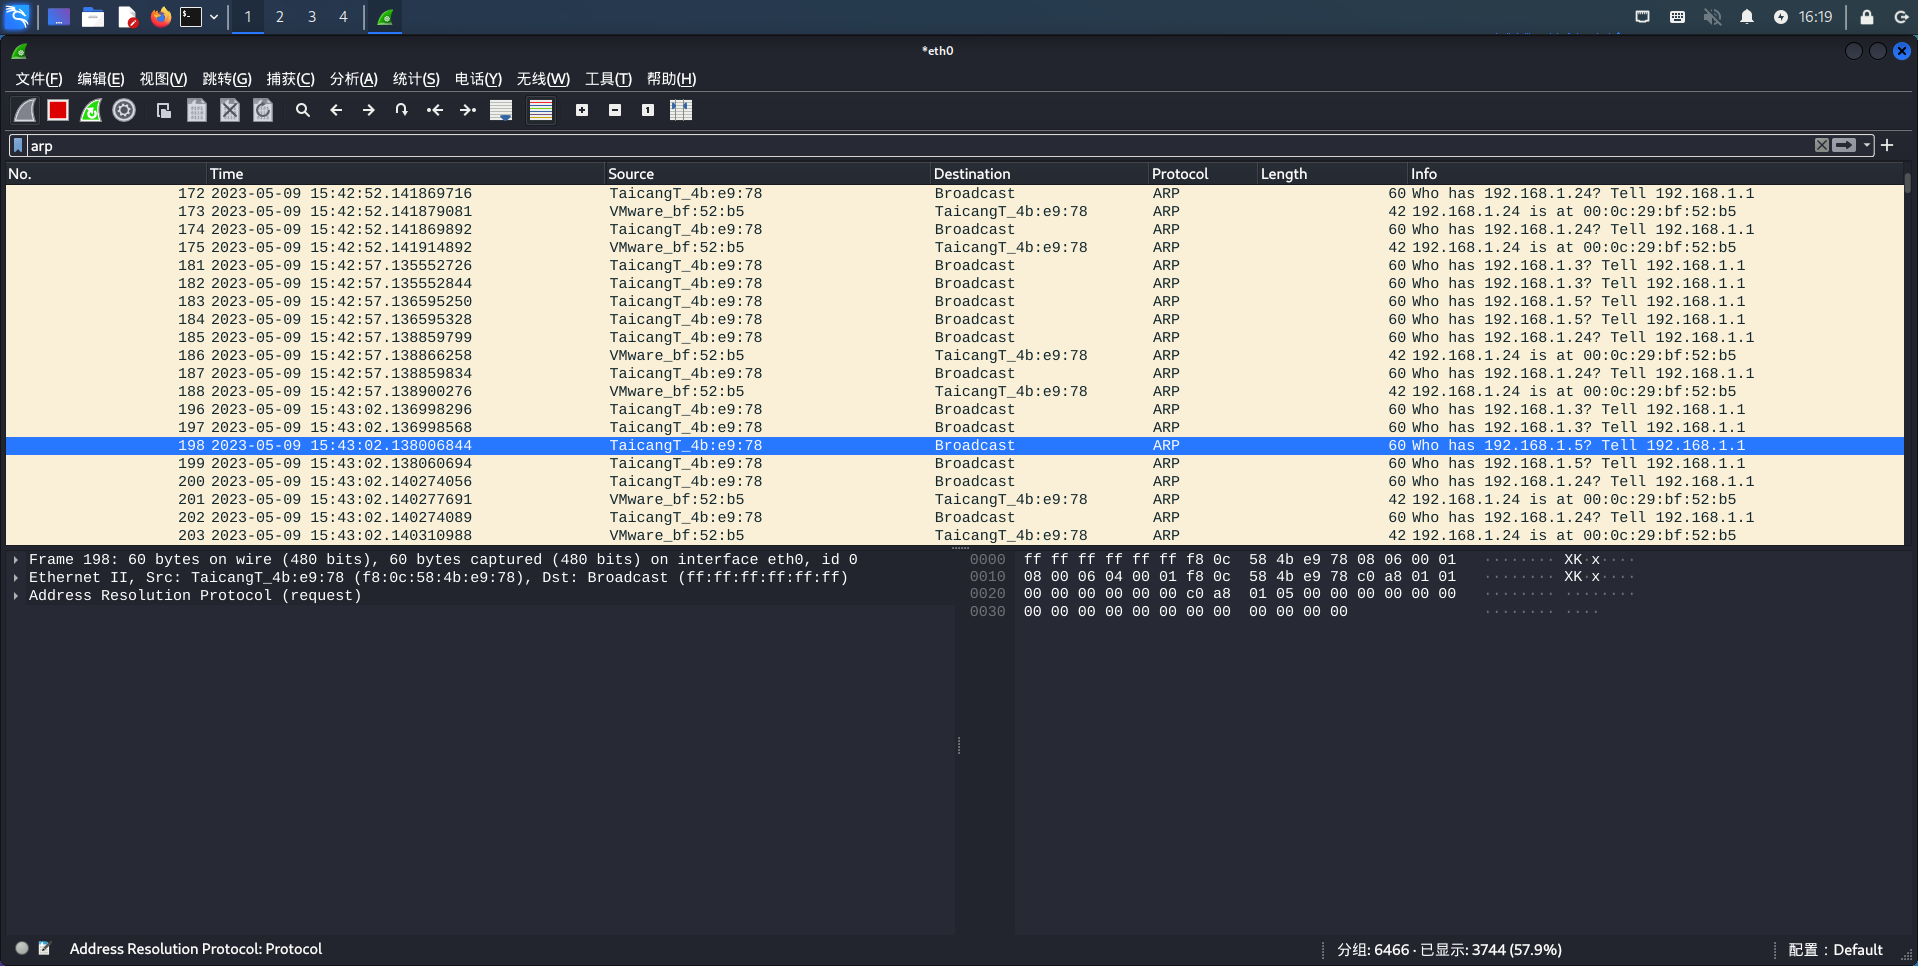 1 2 3 4 16:19
*eth0
文件(F) 编辑(E) 视图(V) 跳转(G) 捕获(C) 分析(A) 统计(S) 电话(Y) 无线(W) 工具(T) 帮助(H)
arp
No. Time Source Destination Protocol Length Info
172 2023-05-09 15:42:52.141869716 TaicangT_4b:e9:78 Broadcast ARP 60 Who has 192.168.1.24? Tell 192.168.1.1
173 2023-05-09 15:42:52.141879081 VMware_bf:52:b5 TaicangT_4b:e9:78 ARP 42 192.168.1.24 is at 00:0c:29:bf:52:b5
174 2023-05-09 15:42:52.141869892 TaicangT_4b:e9:78 Broadcast ARP 60 Who has 192.168.1.24? Tell 192.168.1.1
175 2023-05-09 15:42:52.141914892 VMware_bf:52:b5 TaicangT_4b:e9:78 ARP 42 192.168.1.24 is at 00:0c:29:bf:52:b5
181 2023-05-09 15:42:57.135552726 TaicangT_4b:e9:78 Broadcast ARP 60 Who has 192.168.1.3? Tell 192.168.1.1
182 2023-05-09 15:42:57.135552844 TaicangT_4b:e9:78 Broadcast ARP 60 Who has 192.168.1.3? Tell 192.168.1.1
183 2023-05-09 15:42:57.136595250 TaicangT_4b:e9:78 Broadcast ARP 60 Who has 192.168.1.5? Tell 192.168.1.1
184 2023-05-09 15:42:57.136595328 TaicangT_4b:e9:78 Broadcast ARP 60 Who has 192.168.1.5? Tell 192.168.1.1
185 2023-05-09 15:42:57.138859799 TaicangT_4b:e9:78 Broadcast ARP 60 Who has 192.168.1.24? Tell 192.168.1.1
186 2023-05-09 15:42:57.138866258 VMware_bf:52:b5 TaicangT_4b:e9:78 ARP 42 192.168.1.24 is at 00:0c:29:bf:52:b5
187 2023-05-09 15:42:57.138859834 TaicangT_4b:e9:78 Broadcast ARP 60 Who has 192.168.1.24? Tell 192.168.1.1
188 2023-05-09 15:42:57.138900276 VMware_bf:52:b5 TaicangT_4b:e9:78 ARP 42 192.168.1.24 is at 00:0c:29:bf:52:b5
196 2023-05-09 15:43:02.136998296 TaicangT_4b:e9:78 Broadcast ARP 60 Who has 192.168.1.3? Tell 192.168.1.1
197 2023-05-09 15:43:02.136998568 TaicangT_4b:e9:78 Broadcast ARP 60 Who has 192.168.1.3? Tell 192.168.1.1
198 2023-05-09 15:43:02.138006844 TaicangT_4b:e9:78 Broadcast ARP 60 Who has 192.168.1.5? Tell 192.168.1.1
199 2023-05-09 15:43:02.138060694 TaicangT_4b:e9:78 Broadcast ARP 60 Who has 192.168.1.5? Tell 192.168.1.1
200 2023-05-09 15:43:02.140274056 TaicangT_4b:e9:78 Broadcast ARP 60 Who has 192.168.1.24? Tell 192.168.1.1
201 2023-05-09 15:43:02.140277691 VMware_bf:52:b5 TaicangT_4b:e9:78 ARP 42 192.168.1.24 is at 00:0c:29:bf:52:b5
202 2023-05-09 15:43:02.140274089 TaicangT_4b:e9:78 Broadcast ARP 60 Who has 192.168.1.24? Tell 192.168.1.1
203 2023-05-09 15:43:02.140310988 VMware_bf:52:b5 TaicangT_4b:e9:78 ARP 42 192.168.1.24 is at 00:0c:29:bf:52:b5
Frame 198: 60 bytes on wire (480 bits), 60 bytes captured (480 bits) on interface eth0, id 0
Ethernet II, Src: TaicangT_4b:e9:78 (f8:0c:58:4b:e9:78), Dst: Broadcast (ff:ff:ff:ff:ff:ff)
Address Resolution Protocol (request)
0000 ff ff ff ff ff ff f8 0c 58 4b e9 78 08 06 00 01 ········ XK·x····
0010 08 00 06 04 00 01 f8 0c 58 4b e9 78 c0 a8 01 01 ········ XK·x····
0020 00 00 00 00 00 00 c0 a8 01 05 00 00 00 00 00 00 ········ ········
0030 00 00 00 00 00 00 00 00 00 00 00 00 ········ ····
Address Resolution Protocol: Protocol 分组: 6466 · 已显示: 3744 (57.9%) 配置：Default